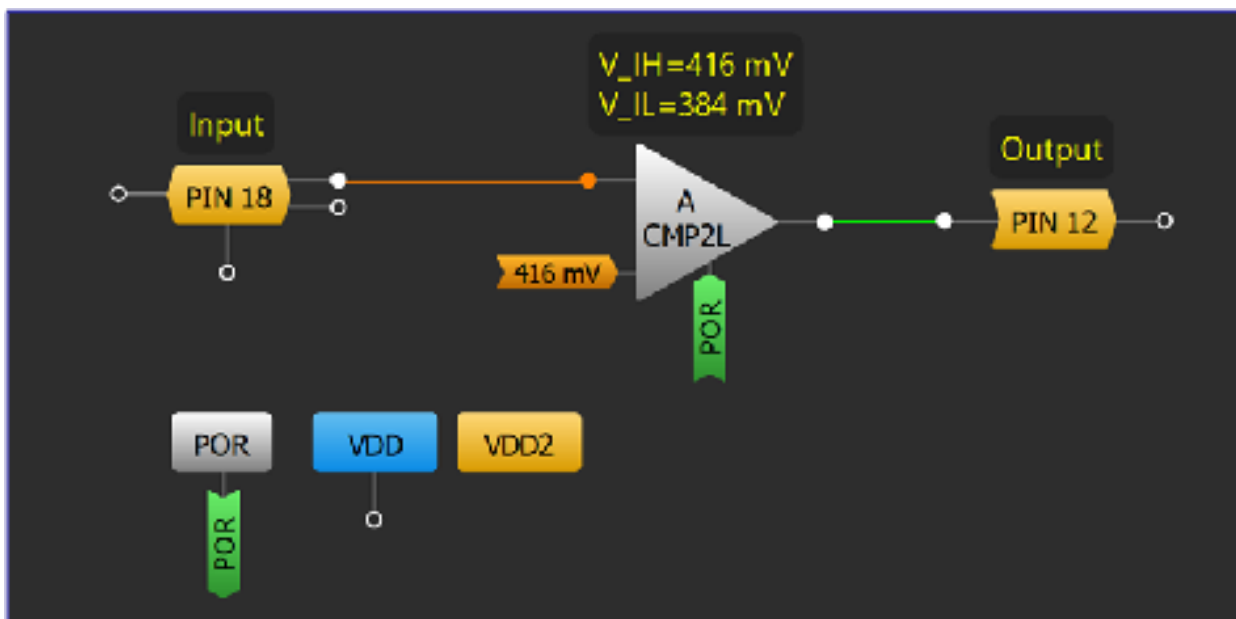 V_IH=416 mV
V_IL=384 mV
Input
Output
PIN 18
A
CMP2L
PIN 12
416 mV
POR
POR
VDD
VDD2
POR